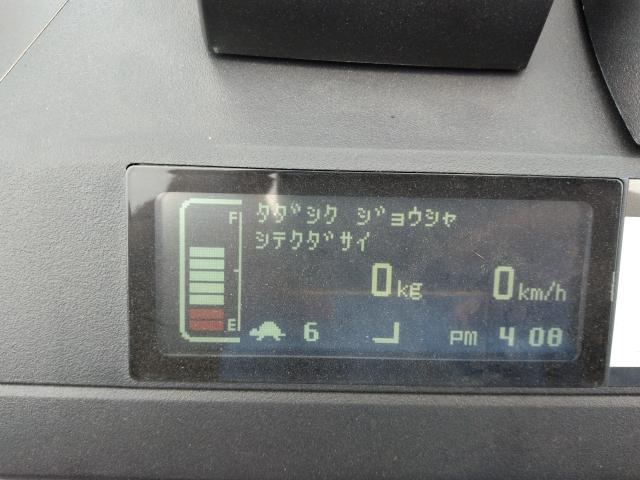 F
タダシク ジョウシャ
シテクダサイ
0kg 0km/h
E
6 PM 4 08